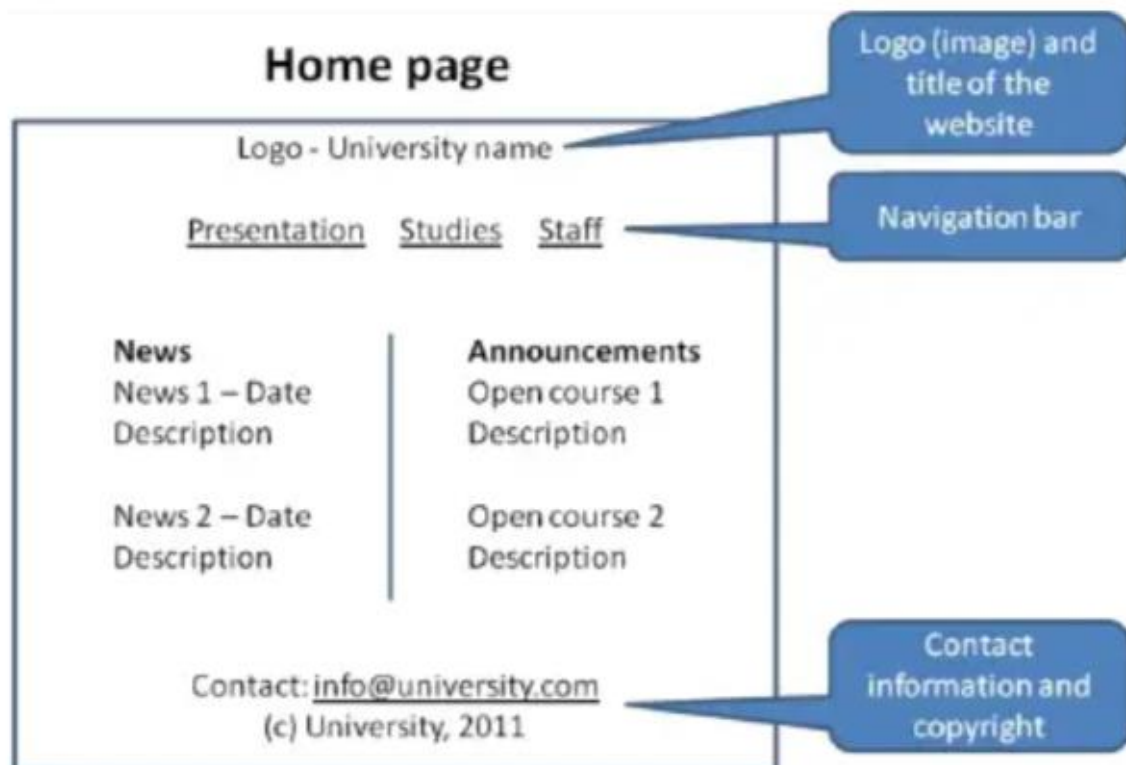 Home page
Logo (image) and
title of the
website
Logo - University name
Navigation bar
Presentation Studies Staff
News
News 1 – Date
Description
News 2 – Date
Description
Announcements
Open course 1
Description
Open course 2
Description
Contact: info@university.com
(c) University, 2011
Contact
information and
copyright